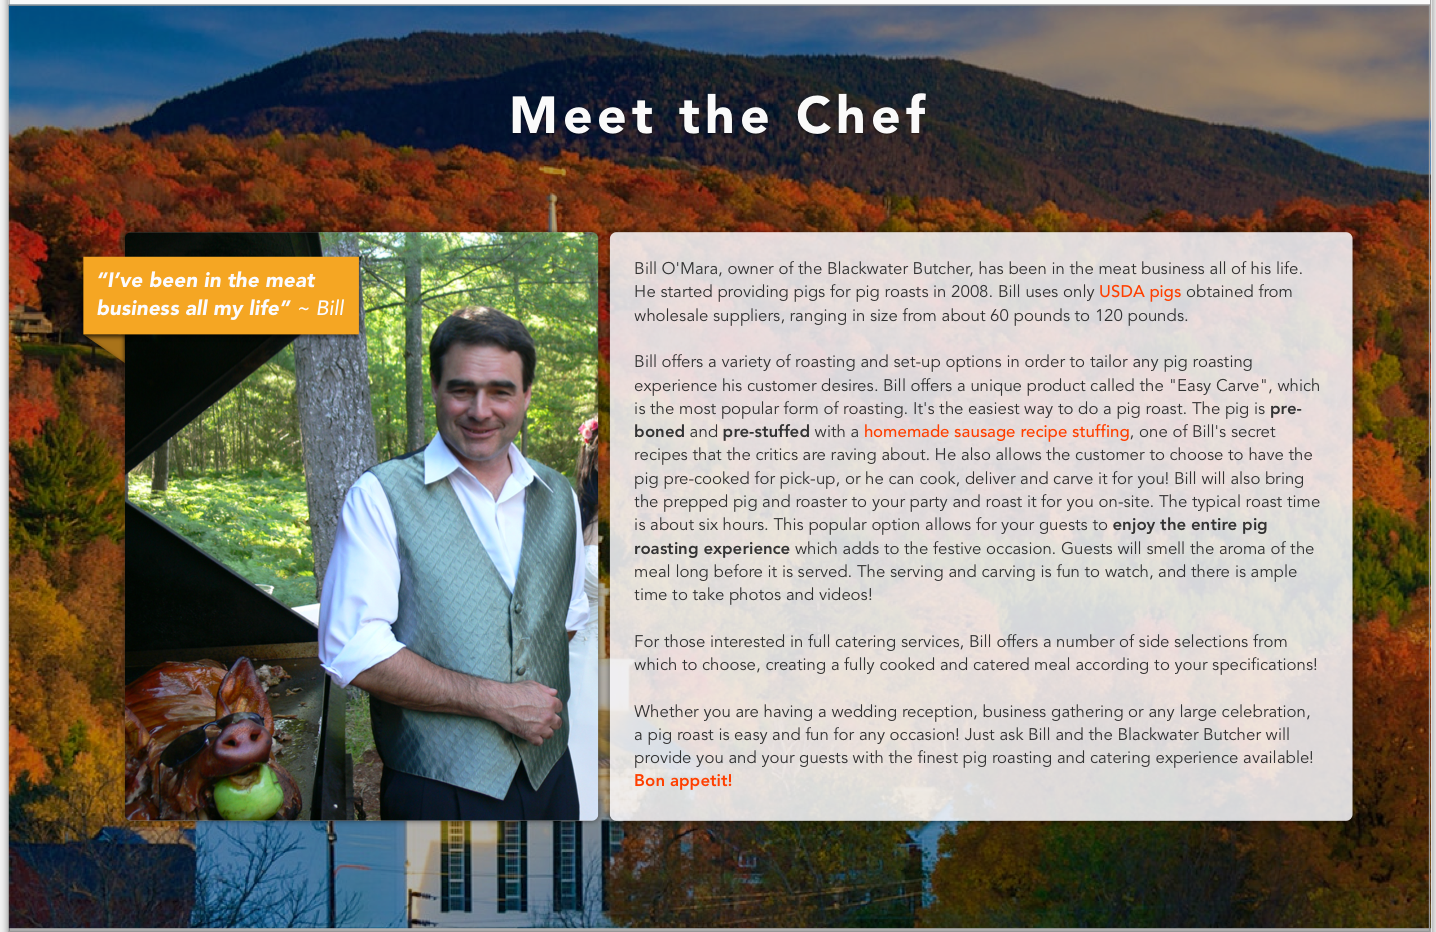 Meet the Chef
“I’ve been in the meat
business all my life” ~ Bill
Bill O'Mara, owner of the Blackwater Butcher, has been in the meat business all of his life.
He started providing pigs for pig roasts in 2008. Bill uses only USDA pigs obtained from
wholesale suppliers, ranging in size from about 60 pounds to 120 pounds.
Bill offers a variety of roasting and set-up options in order to tailor any pig roasting
experience his customer desires. Bill offers a unique product called the "Easy Carve", which
is the most popular form of roasting. It's the easiest way to do a pig roast. The pig is pre-
boned and pre-stuffed with a homemade sausage recipe stuffing, one of Bill's secret
recipes that the critics are raving about. He also allows the customer to choose to have the
pig pre-cooked for pick-up, or he can cook, deliver and carve it for you! Bill will also bring
the prepped pig and roaster to your party and roast it for you on-site. The typical roast time
is about six hours. This popular option allows for your guests to enjoy the entire pig
roasting experience which adds to the festive occasion. Guests will smell the aroma of the
meal long before it is served. The serving and carving is fun to watch, and there is ample
time to take photos and videos!
For those interested in full catering services, Bill offers a number of side selections from
which to choose, creating a fully cooked and catered meal according to your specifications!
Whether you are having a wedding reception, business gathering or any large celebration,
a pig roast is easy and fun for any occasion! Just ask Bill and the Blackwater Butcher will
provide you and your guests with the finest pig roasting and catering experience available!
Bon appetit!